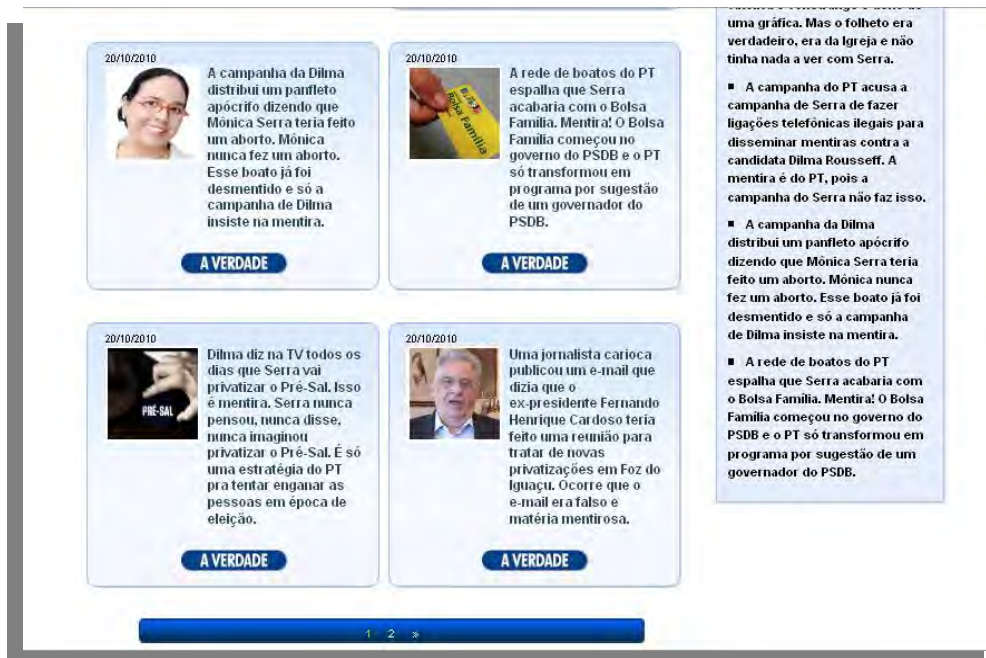 20/10/2010
A campanha da Dilma
distribui um panfleto
apócrifo dizendo que
Mônica Serra teria feito
um aborto. Mônica
nunca fez um aborto.
Esse boato já foi
desmentido e só a
campanha de Dilma
insiste na mentira.
A VERDADE
20/10/2010
Bolsa Família
A rede de boatos do PT
espalha que Serra
acabaria com o Bolsa
Família. Mentira! O Bolsa
Família começou no
governo do PSDB e o PT
só transformou em
programa por sugestão
de um governador do
PSDB.
A VERDADE
20/10/2010
PRÉ-SAL
Dilma diz na TV todos os
dias que Serra vai
privatizar o Pré-Sal. Isso
é mentira. Serra nunca
pensou, nunca disse,
nunca imaginou
privatizar o Pré-Sal. É só
uma estratégia do PT
pra tentar enganar as
pessoas em época de
eleição.
A VERDADE
20/10/2010
Uma jornalista carioca
publicou um e-mail que
dizia que o
ex-presidente Fernando
Henrique Cardoso teria
feito uma reunião para
tratar de novas
privatizações em Foz do
Iguaçu. Ocorre que o
e-mail era falso e
matéria mentirosa.
A VERDADE
1 2 »
uma gráfica. Mas o folheto era
verdadeiro, era da Igreja e não
tinha nada a ver com Serra.
■ A campanha do PT acusa a
campanha de Serra de fazer
ligações telefônicas ilegais para
disseminar mentiras contra a
candidata Dilma Rousseff. A
mentira é do PT, pois a
campanha do Serra não faz isso.
■ A campanha da Dilma
distribui um panfleto apócrifo
dizendo que Mônica Serra teria
feito um aborto. Mônica nunca
fez um aborto. Esse boato já foi
desmentido e só a campanha
de Dilma insiste na mentira.
■ A rede de boatos do PT
espalha que Serra acabaria com
o Bolsa Família. Mentira! O Bolsa
Família começou no governo do
PSDB e o PT só transformou em
programa por sugestão de um
governador do PSDB.